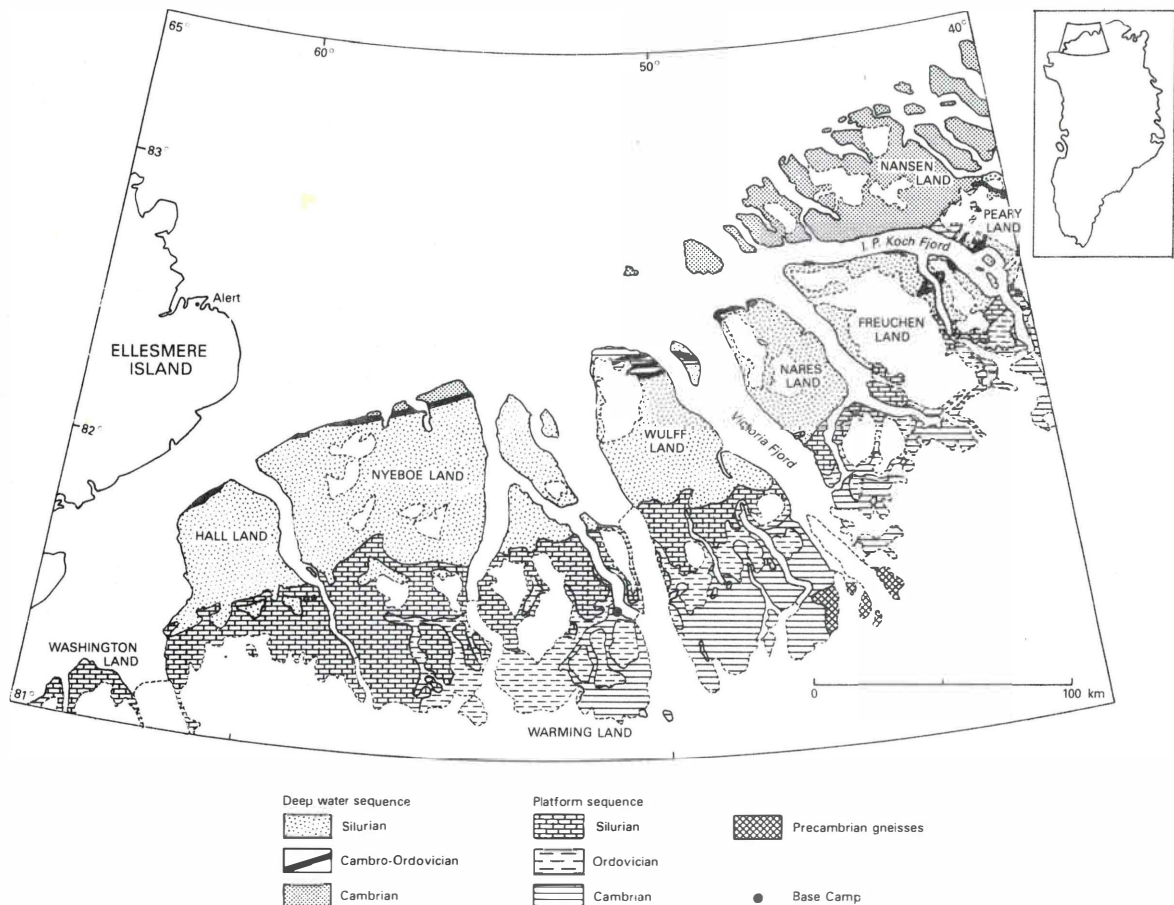 65°
60
50°
40°
83
NANSEN
LAND
PEARY
LAND
J. P. Koch Fjord
Alert
ELLESMERE
ISLAND
FREUCHEN
LAND
NARES
LAND
82°
Victoria Fjord
WULFF
LAND
NYEBOE LAND
HALL LAND
WASHINGTON
LAND
81°
0 100 km
WARMING LAND
Deep water sequence
Silurian
Cambro-Ordovician
Cambrian
Platform sequence
Silurian
Ordovician
Cambrian
Precambrian gneisses
Base Camp